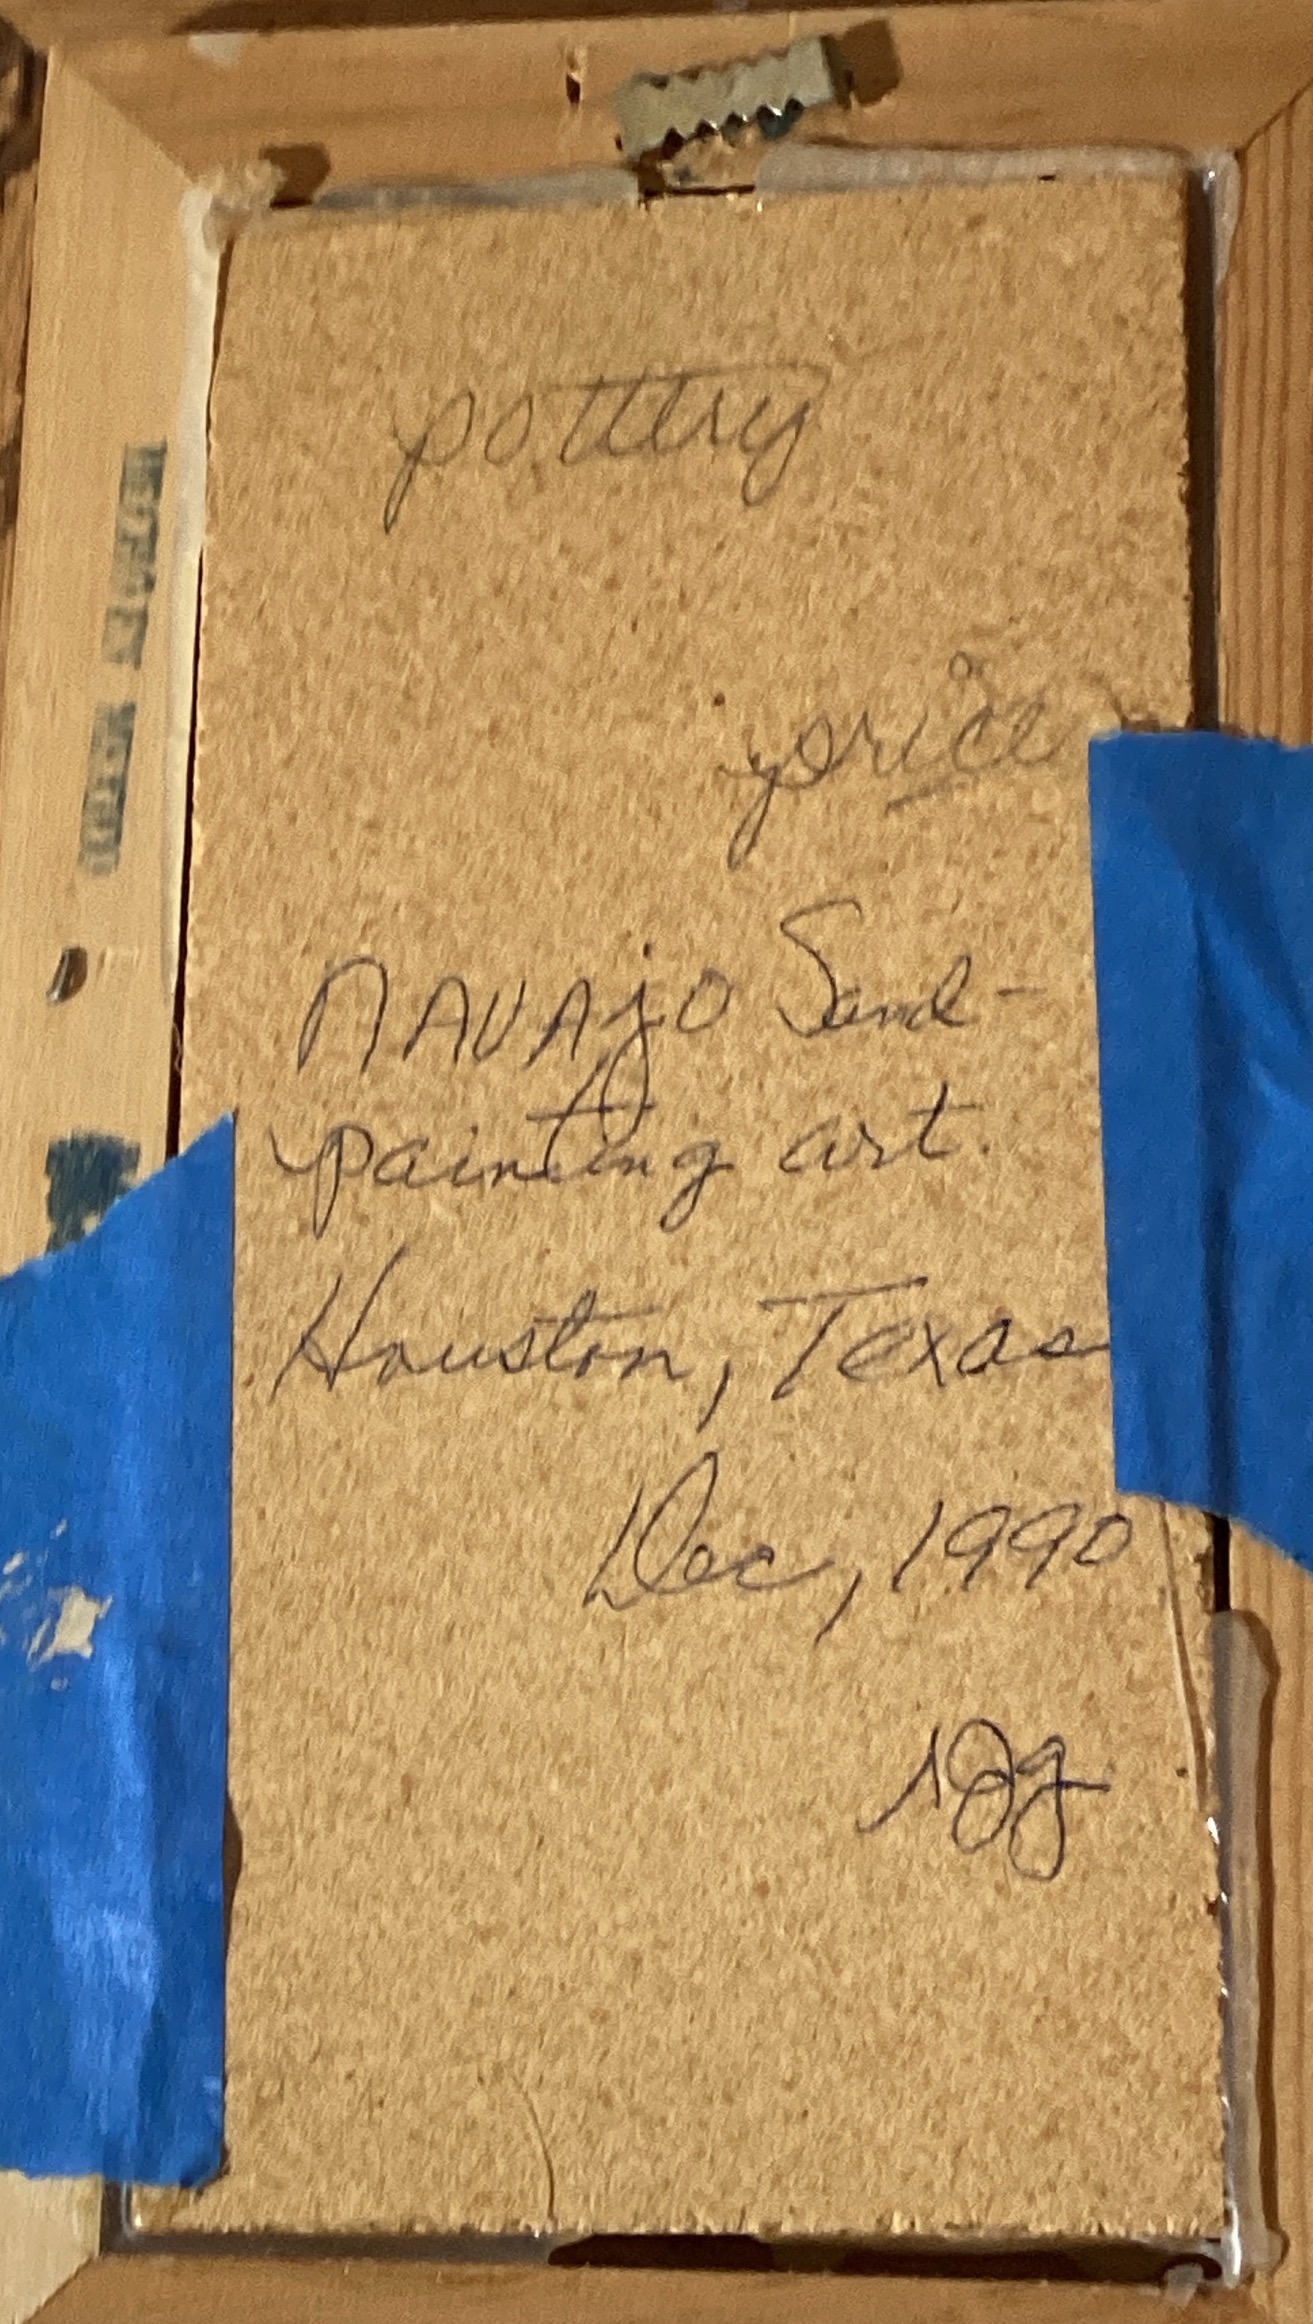 pottery
NAVAjO Sand-
painting art.
Houston, Texas
Dec, 1990